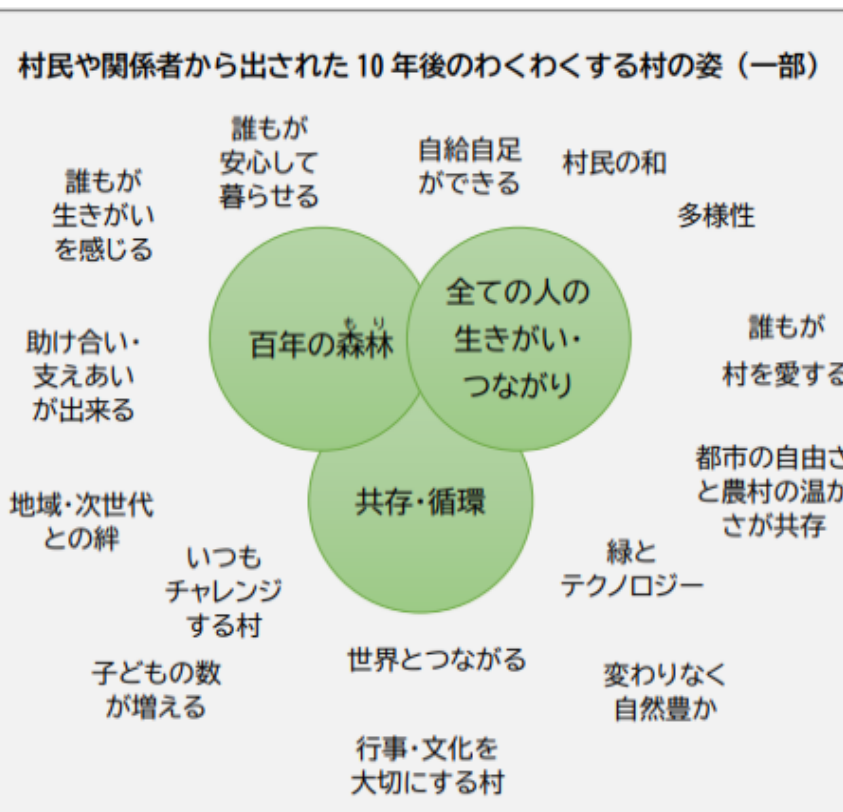 村民や関係者から出された 10 年後のわくわくする村の姿（一部）
誰もが
安心して
暮らせる
自給自足
ができる
村民の和
多様性
誰もが
生きがい
を感じる
百年の森林
もり
全ての人の
生きがい・
つながり
誰もが
村を愛する
助け合い・
支えあい
が出来る
都市の自由さ
と農村の温か
さが共存
共存・循環
地域・次世代
との絆
いつも
チャレンジ
する村
緑と
テクノロジー
子どもの数
が増える
世界とつながる
変わりなく
自然豊か
行事・文化を
大切にする村